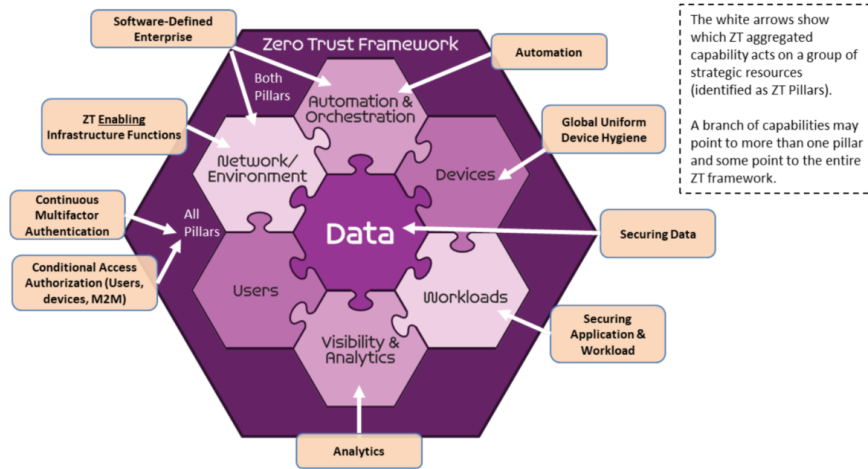 Software-Defined
Enterprise
Zero Trust Framework
Automation
Both
Pillars
Automation &
Orchestration
The white arrows show
which ZT aggregated
capability acts on a group of
strategic resources
(identified as ZT Pillars).
A branch of capabilities may
point to more than one pillar
and some point to the entire
ZT framework.
ZT Enabling
Infrastructure Functions
Global Uniform
Device Hygiene
Network/
Environment
Devices
Continuous
Multifactor
Authentication
All
Pillars
Data
Securing Data
Conditional Access
Authorization (Users,
devices, M2M)
Users
Workloads
Securing
Application &
Workload
Visibility &
Analytics
Analytics